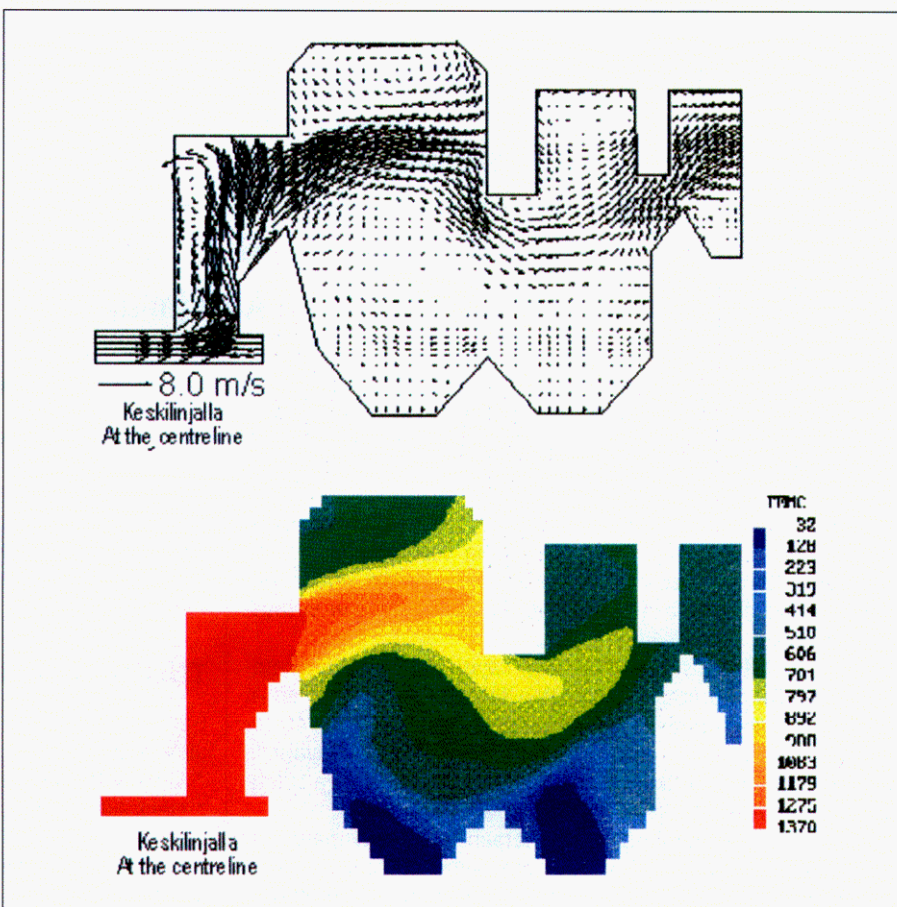 8.0 m/s
Keskilinjalla
At the centreline
32
128
223
319
414
510
606
701
797
892
1083
1179
1275
1370
Keskilinjalla
At the centreline